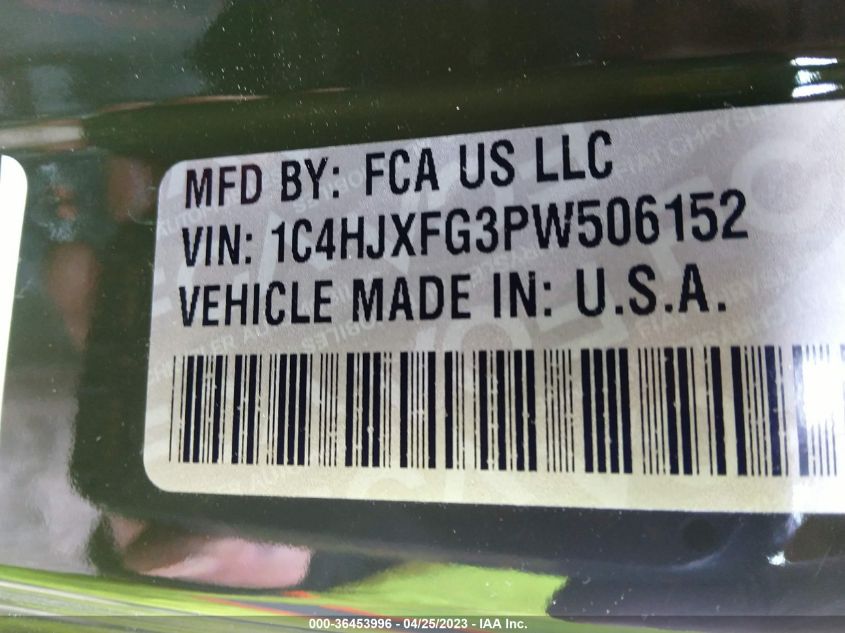 MFD BY: FCA US LLC
VIN: 1C4HJXFG3PW506152
VEHICLE MADE IN: U.S.A.
000-36453996 - 04/25/2023 - © IAA Inc.